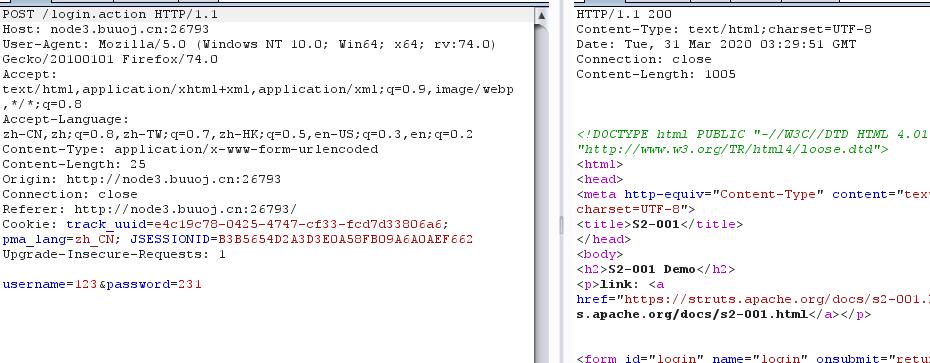 POST /login.action HTTP/1.1
Host: node3.buuoj.cn:26793
User-Agent: Mozilla/5.0 (Windows NT 10.0; Win64; x64; rv:74.0)
Gecko/20100101 Firefox/74.0
Accept:
text/html,application/xhtml+xml,application/xml;q=0.9,image/webp
,*/*;q=0.8
Accept-Language:
zh-CN,zh;q=0.8,zh-TW;q=0.7,zh-HK;q=0.5,en-US;q=0.3,en;q=0.2
Content-Type: application/x-www-form-urlencoded
Content-Length: 25
Origin: http://node3.buuoj.cn:26793
Connection: close
Referer: http://node3.buuoj.cn:26793/
Cookie: track_uuid=e4c19c78-0425-4747-cf33-fcd7d33806a6;
pma_lang=zh_CN; JSESSIONID=B3B5654D2A3D3E0A58FB09A6A0AEF662
Upgrade-Insecure-Requests: 1
username=123&password=231
HTTP/1.1 200
Content-Type: text/html;charset=UTF-8
Date: Tue, 31 Mar 2020 03:29:51 GMT
Connection: close
Content-Length: 1005
<!DOCTYPE html PUBLIC "-//W3C//DTD HTML 4.01
"http://www.w3.org/TR/html4/loose.dtd">
<html>
<head>
<meta http-equiv="Content-Type" content="tex
charset=UTF-8">
<title>S2-001</title>
</head>
<body>
<h2>S2-001 Demo</h2>
<p>link: <a
href="https://struts.apache.org/docs/s2-001.
s.apache.org/docs/s2-001.html</a></p>
<form id="login" name="login" onsubmit="retu